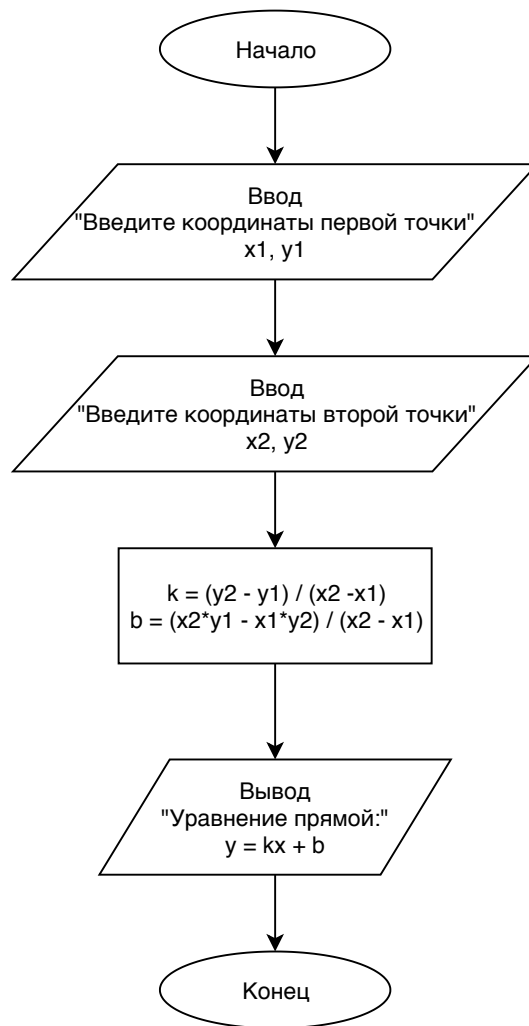 Начало
Ввод
"Введите координаты первой точки"
x1, y1
Ввод
"Введите координаты второй точки"
x2, y2
k = (y2 - y1) / (x2 -x1)
b = (x2*y1 - x1*y2) / (x2 - x1)
Вывод
"Уравнение прямой:"
y = kx + b
Конец